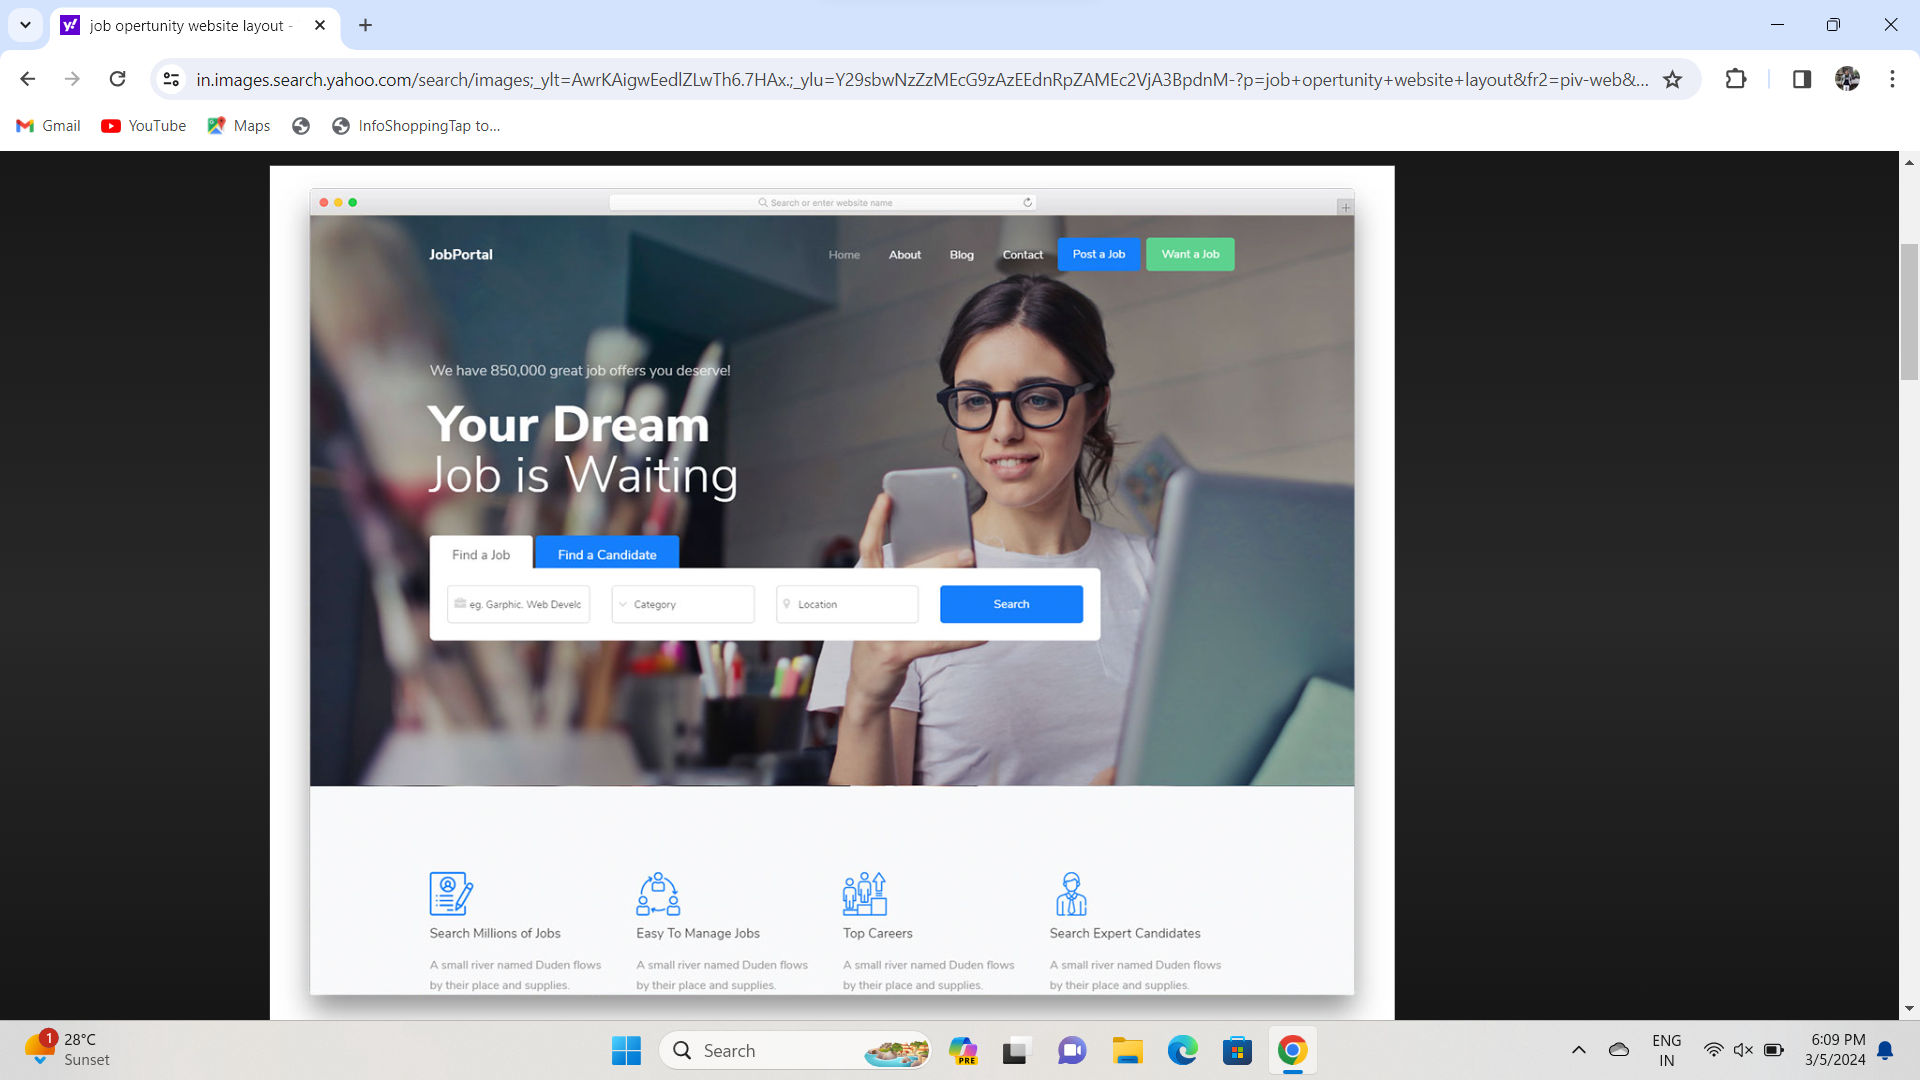 job opertunity website layout -
in.images.search.yahoo.com/search/images;_ylt=AwrKAigwEedlZLwTh6.7HAx.;_ylu=Y29sbwNzZzMEcG9zAzEEdnRpZAMEc2VjA3BpdnM-?p=job+opertunity+website+layout&fr2=piv-web&...
Gmail YouTube Maps InfoShoppingTap to...
Search or enter website name
JobPortal Home About Blog Contact Post a Job Want a Job
We have 850,000 great job offers you deserve!
Your Dream
Job is Waiting
Find a Job Find a Candidate
eg. Garphic. Web Develc Category Location Search
Search Millions of Jobs Easy To Manage Jobs Top Careers Search Expert Candidates
A small river named Duden flows A small river named Duden flows A small river named Duden flows A small river named Duden flows
by their place and supplies. by their place and supplies. by their place and supplies. by their place and supplies.
1 28°C
Sunset
Search
PRE
ENG
IN
6:09 PM
3/5/2024